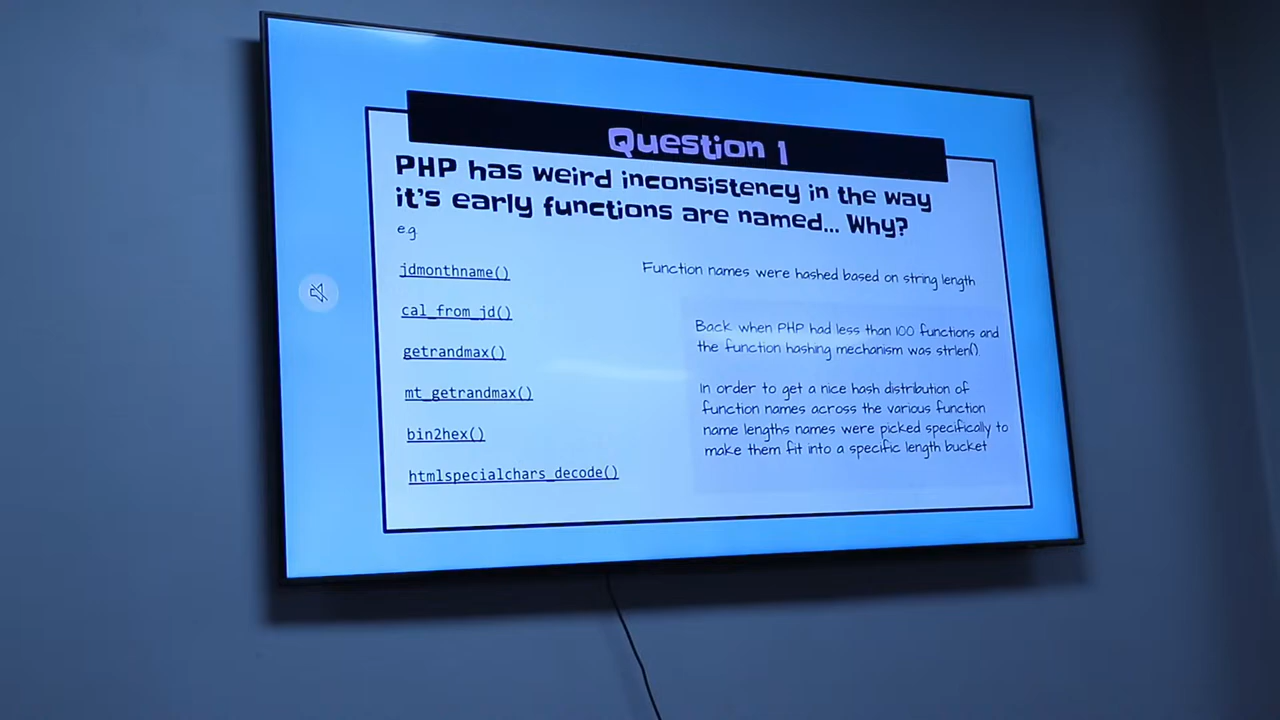 Question 1
PHP has weird inconsistency in the way
it's early functions are named... Why?
e.g.
jdmonthname()
cal_from_jd()
getrandmax()
mt_getrandmax()
bin2hex()
htmlspecialchars_decode()
Function names were hashed based on string length
Back when PHP had less than 100 functions and
the function hashing mechanism was strlen().
In order to get a nice hash distribution of
function names across the various function
name lengths names were picked specifically to
make them fit into a specific length bucket